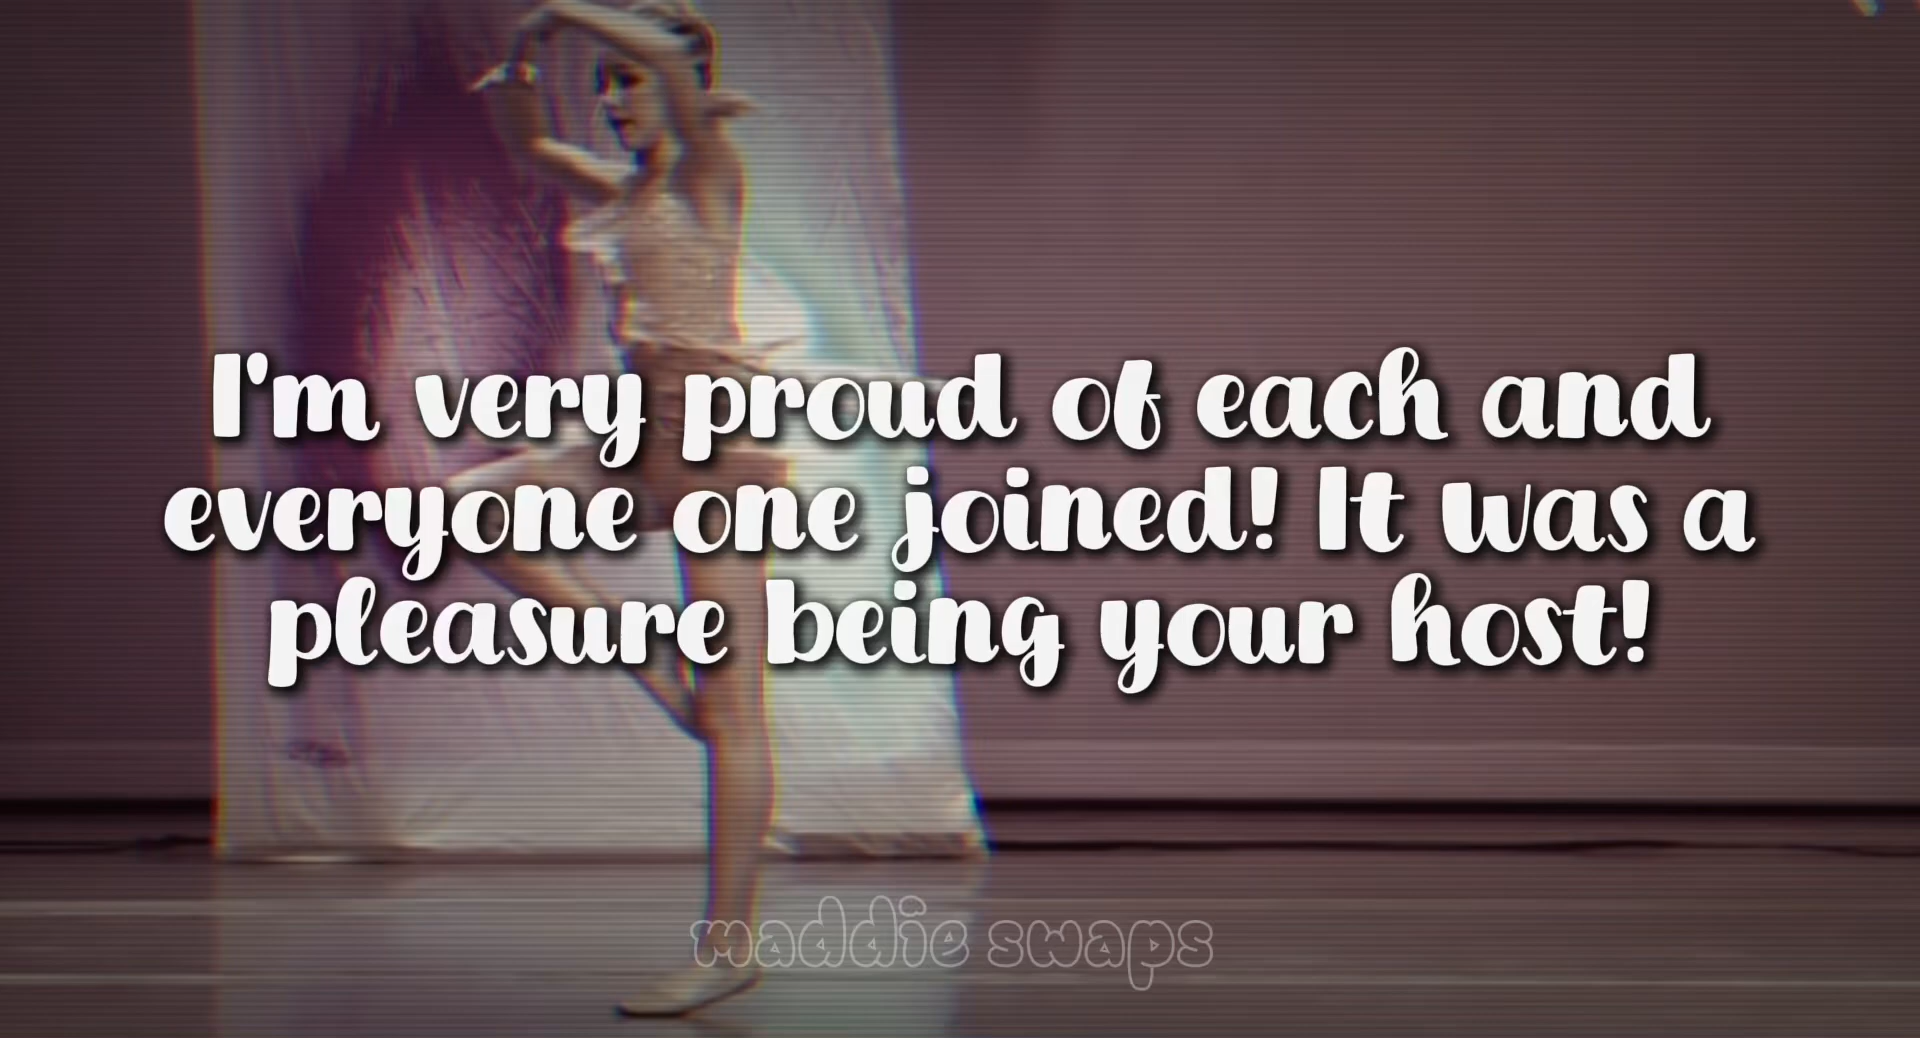 I'm very proud of each and
everyone one joined! It was a
pleasure being your host!
maddie swaps